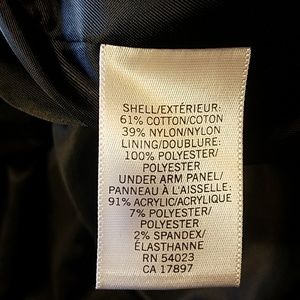 SHELL/EXTÉRIEUR:
61% COTTON/COTON
39% NYLON/NYLON
LINING/DOUBLURE:
100% POLYESTER/
POLYESTER
UNDER ARM PANEL/
PANNEAU À L'AISSELLE:
91% ACRYLIC/ACRYLIQUE
7% POLYESTER/
POLYESTER
2% SPANDEX/
ÉLASTHANNE
RN 54023
CA 17897